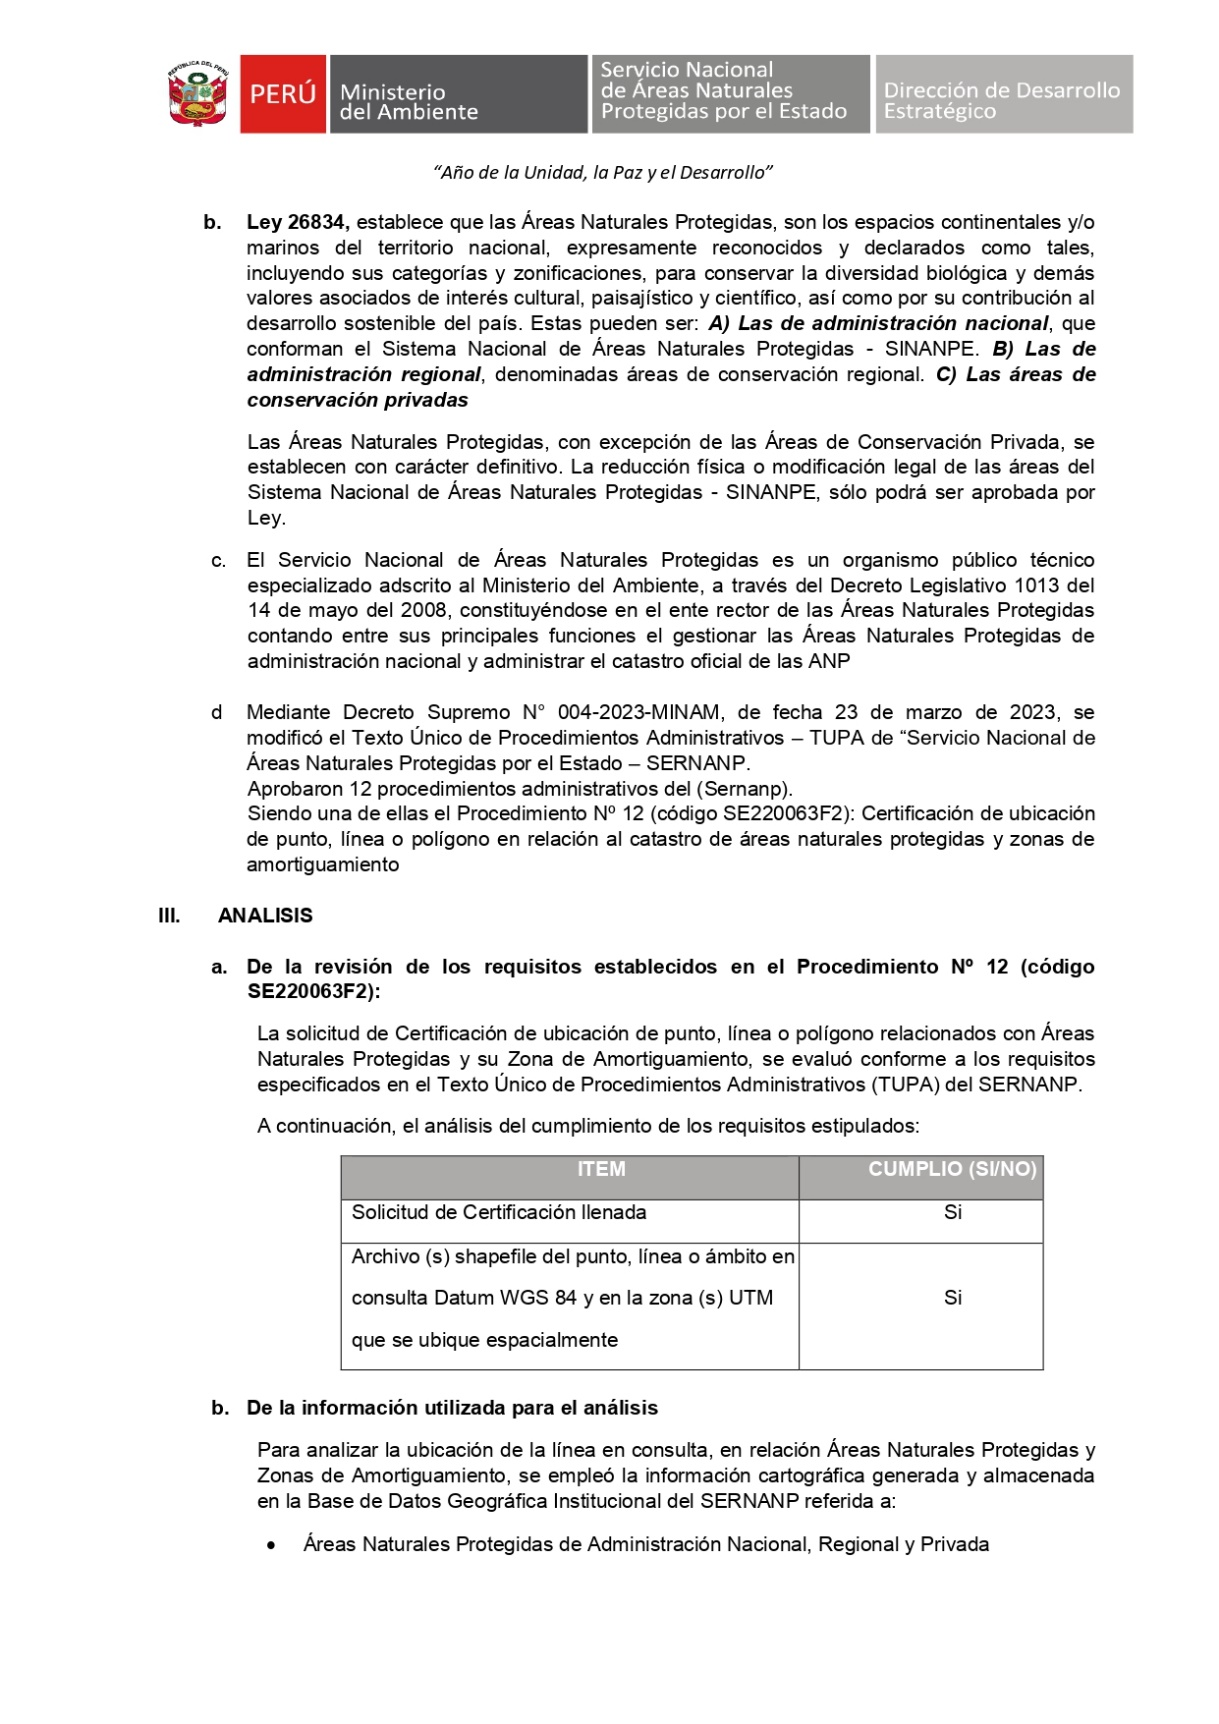 REPÚBLICA DEL PERÚ
PERÚ
Ministerio
del Ambiente
Servicio Nacional
de Áreas Naturales
Protegidas por el Estado
Dirección de Desarrollo
Estratégico
“Año de la Unidad, la Paz y el Desarrollo”
b. Ley 26834, establece que las Áreas Naturales Protegidas, son los espacios continentales y/o
marinos del territorio nacional, expresamente reconocidos y declarados como tales,
incluyendo sus categorías y zonificaciones, para conservar la diversidad biológica y demás
valores asociados de interés cultural, paisajístico y científico, así como por su contribución al
desarrollo sostenible del país. Estas pueden ser: A) Las de administración nacional, que
conforman el Sistema Nacional de Áreas Naturales Protegidas - SINANPE. B) Las de
administración regional, denominadas áreas de conservación regional. C) Las áreas de
conservación privadas
Las Áreas Naturales Protegidas, con excepción de las Áreas de Conservación Privada, se
establecen con carácter definitivo. La reducción física o modificación legal de las áreas del
Sistema Nacional de Áreas Naturales Protegidas - SINANPE, sólo podrá ser aprobada por
Ley.
c. El Servicio Nacional de Áreas Naturales Protegidas es un organismo público técnico
especializado adscrito al Ministerio del Ambiente, a través del Decreto Legislativo 1013 del
14 de mayo del 2008, constituyéndose en el ente rector de las Áreas Naturales Protegidas
contando entre sus principales funciones el gestionar las Áreas Naturales Protegidas de
administración nacional y administrar el catastro oficial de las ANP
d Mediante Decreto Supremo N° 004-2023-MINAM, de fecha 23 de marzo de 2023, se
modificó el Texto Único de Procedimientos Administrativos – TUPA de “Servicio Nacional de
Áreas Naturales Protegidas por el Estado – SERNANP.
Aprobaron 12 procedimientos administrativos del (Sernanp).
Siendo una de ellas el Procedimiento Nº 12 (código SE220063F2): Certificación de ubicación
de punto, línea o polígono en relación al catastro de áreas naturales protegidas y zonas de
amortiguamiento
III. ANALISIS
a. De la revisión de los requisitos establecidos en el Procedimiento Nº 12 (código
SE220063F2):
La solicitud de Certificación de ubicación de punto, línea o polígono relacionados con Áreas
Naturales Protegidas y su Zona de Amortiguamiento, se evaluó conforme a los requisitos
especificados en el Texto Único de Procedimientos Administrativos (TUPA) del SERNANP.
A continuación, el análisis del cumplimiento de los requisitos estipulados:
ITEM CUMPLIO (SI/NO)
Solicitud de Certificación llenada Si
Archivo (s) shapefile del punto, línea o ámbito en
consulta Datum WGS 84 y en la zona (s) UTM Si
que se ubique espacialmente
b. De la información utilizada para el análisis
Para analizar la ubicación de la línea en consulta, en relación Áreas Naturales Protegidas y
Zonas de Amortiguamiento, se empleó la información cartográfica generada y almacenada
en la Base de Datos Geográfica Institucional del SERNANP referida a:
• Áreas Naturales Protegidas de Administración Nacional, Regional y Privada